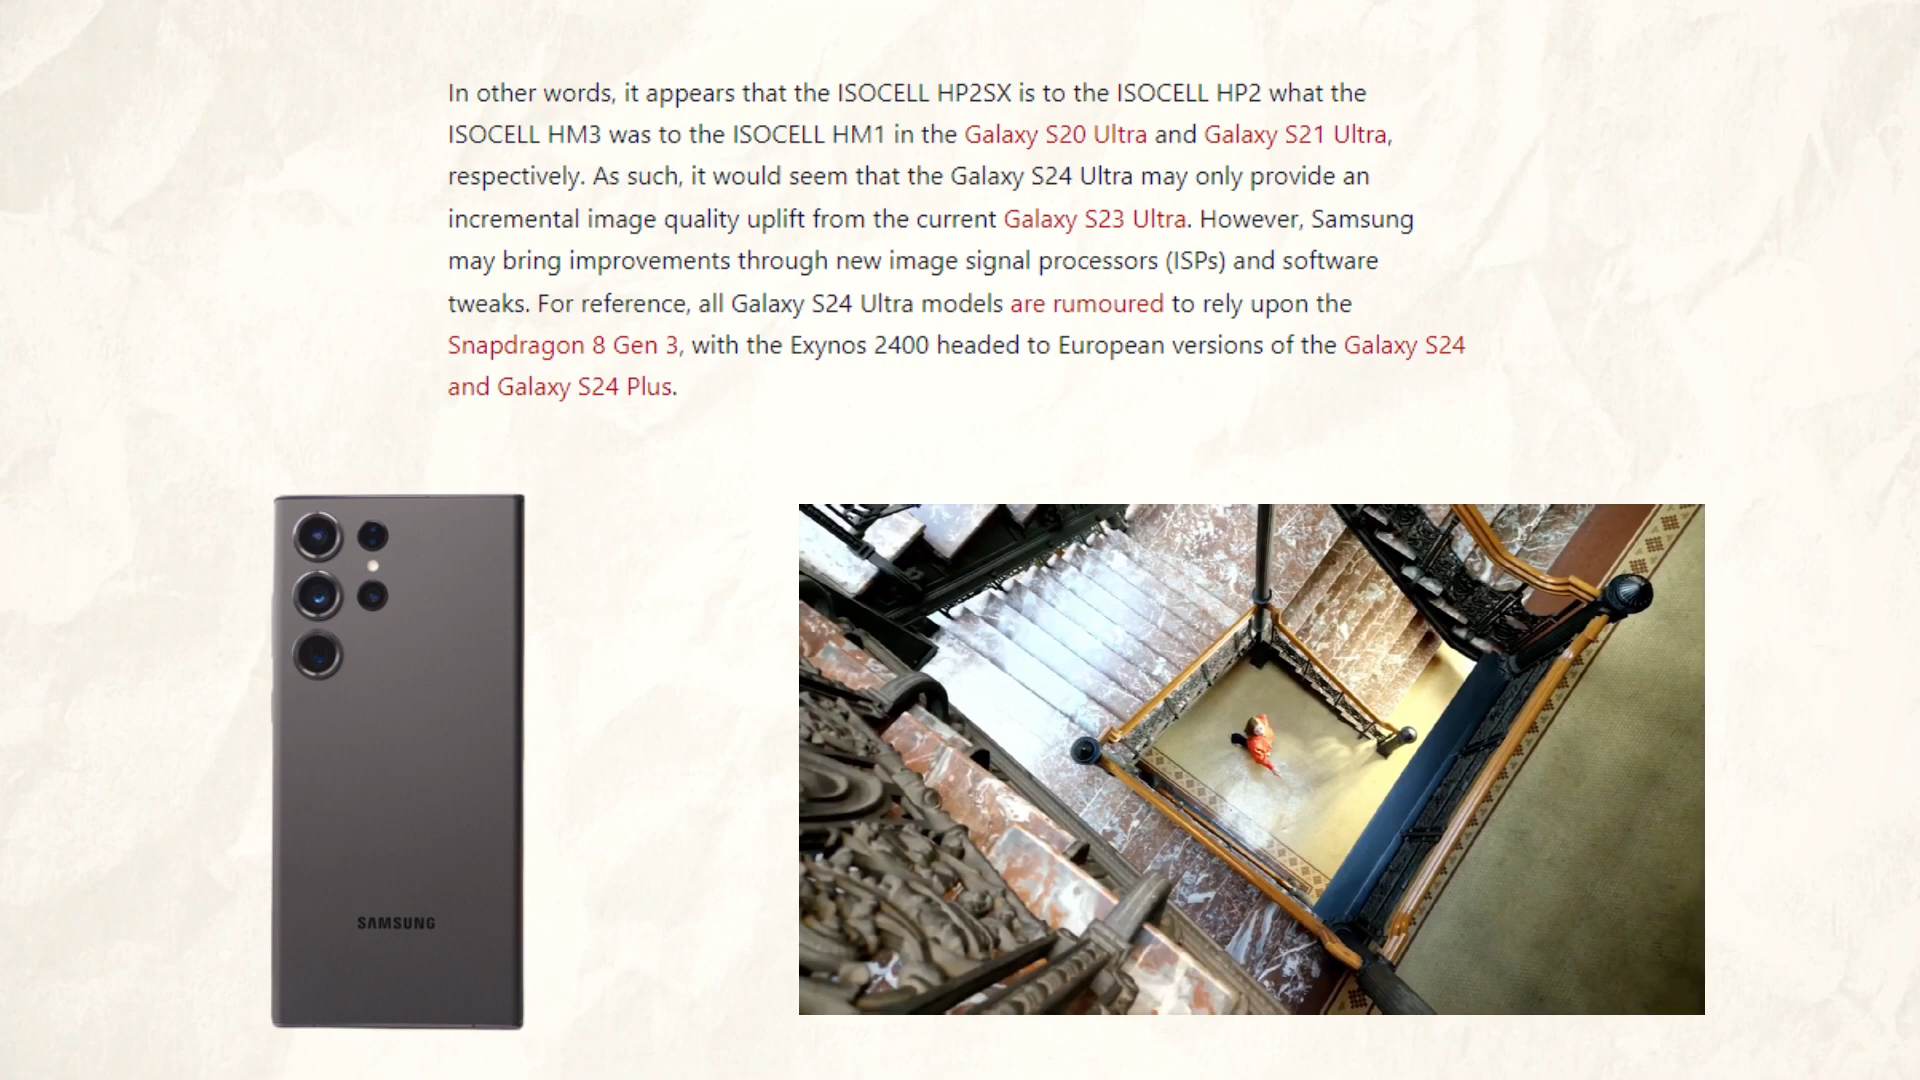 In other words, it appears that the ISOCELL HP2SX is to the ISOCELL HP2 what the
ISOCELL HM3 was to the ISOCELL HM1 in the Galaxy S20 Ultra and Galaxy S21 Ultra,
respectively. As such, it would seem that the Galaxy S24 Ultra may only provide an
incremental image quality uplift from the current Galaxy S23 Ultra. However, Samsung
may bring improvements through new image signal processors (ISPs) and software
tweaks. For reference, all Galaxy S24 Ultra models are rumoured to rely upon the
Snapdragon 8 Gen 3, with the Exynos 2400 headed to European versions of the Galaxy S24
and Galaxy S24 Plus.
SAMSUNG